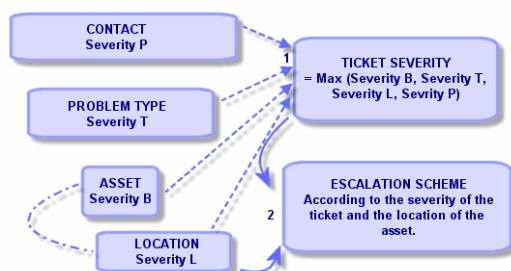 CONTACT
Severity P
1
TICKET SEVERITY
= Max (Severity B, Severity T,
Severity L, Sevrity P)
PROBLEM TYPE
Severity T
ASSET
Severity B
ESCALATION SCHEME
According to the severity of the
ticket and the location of the
asset.
2
LOCATION
Severity L